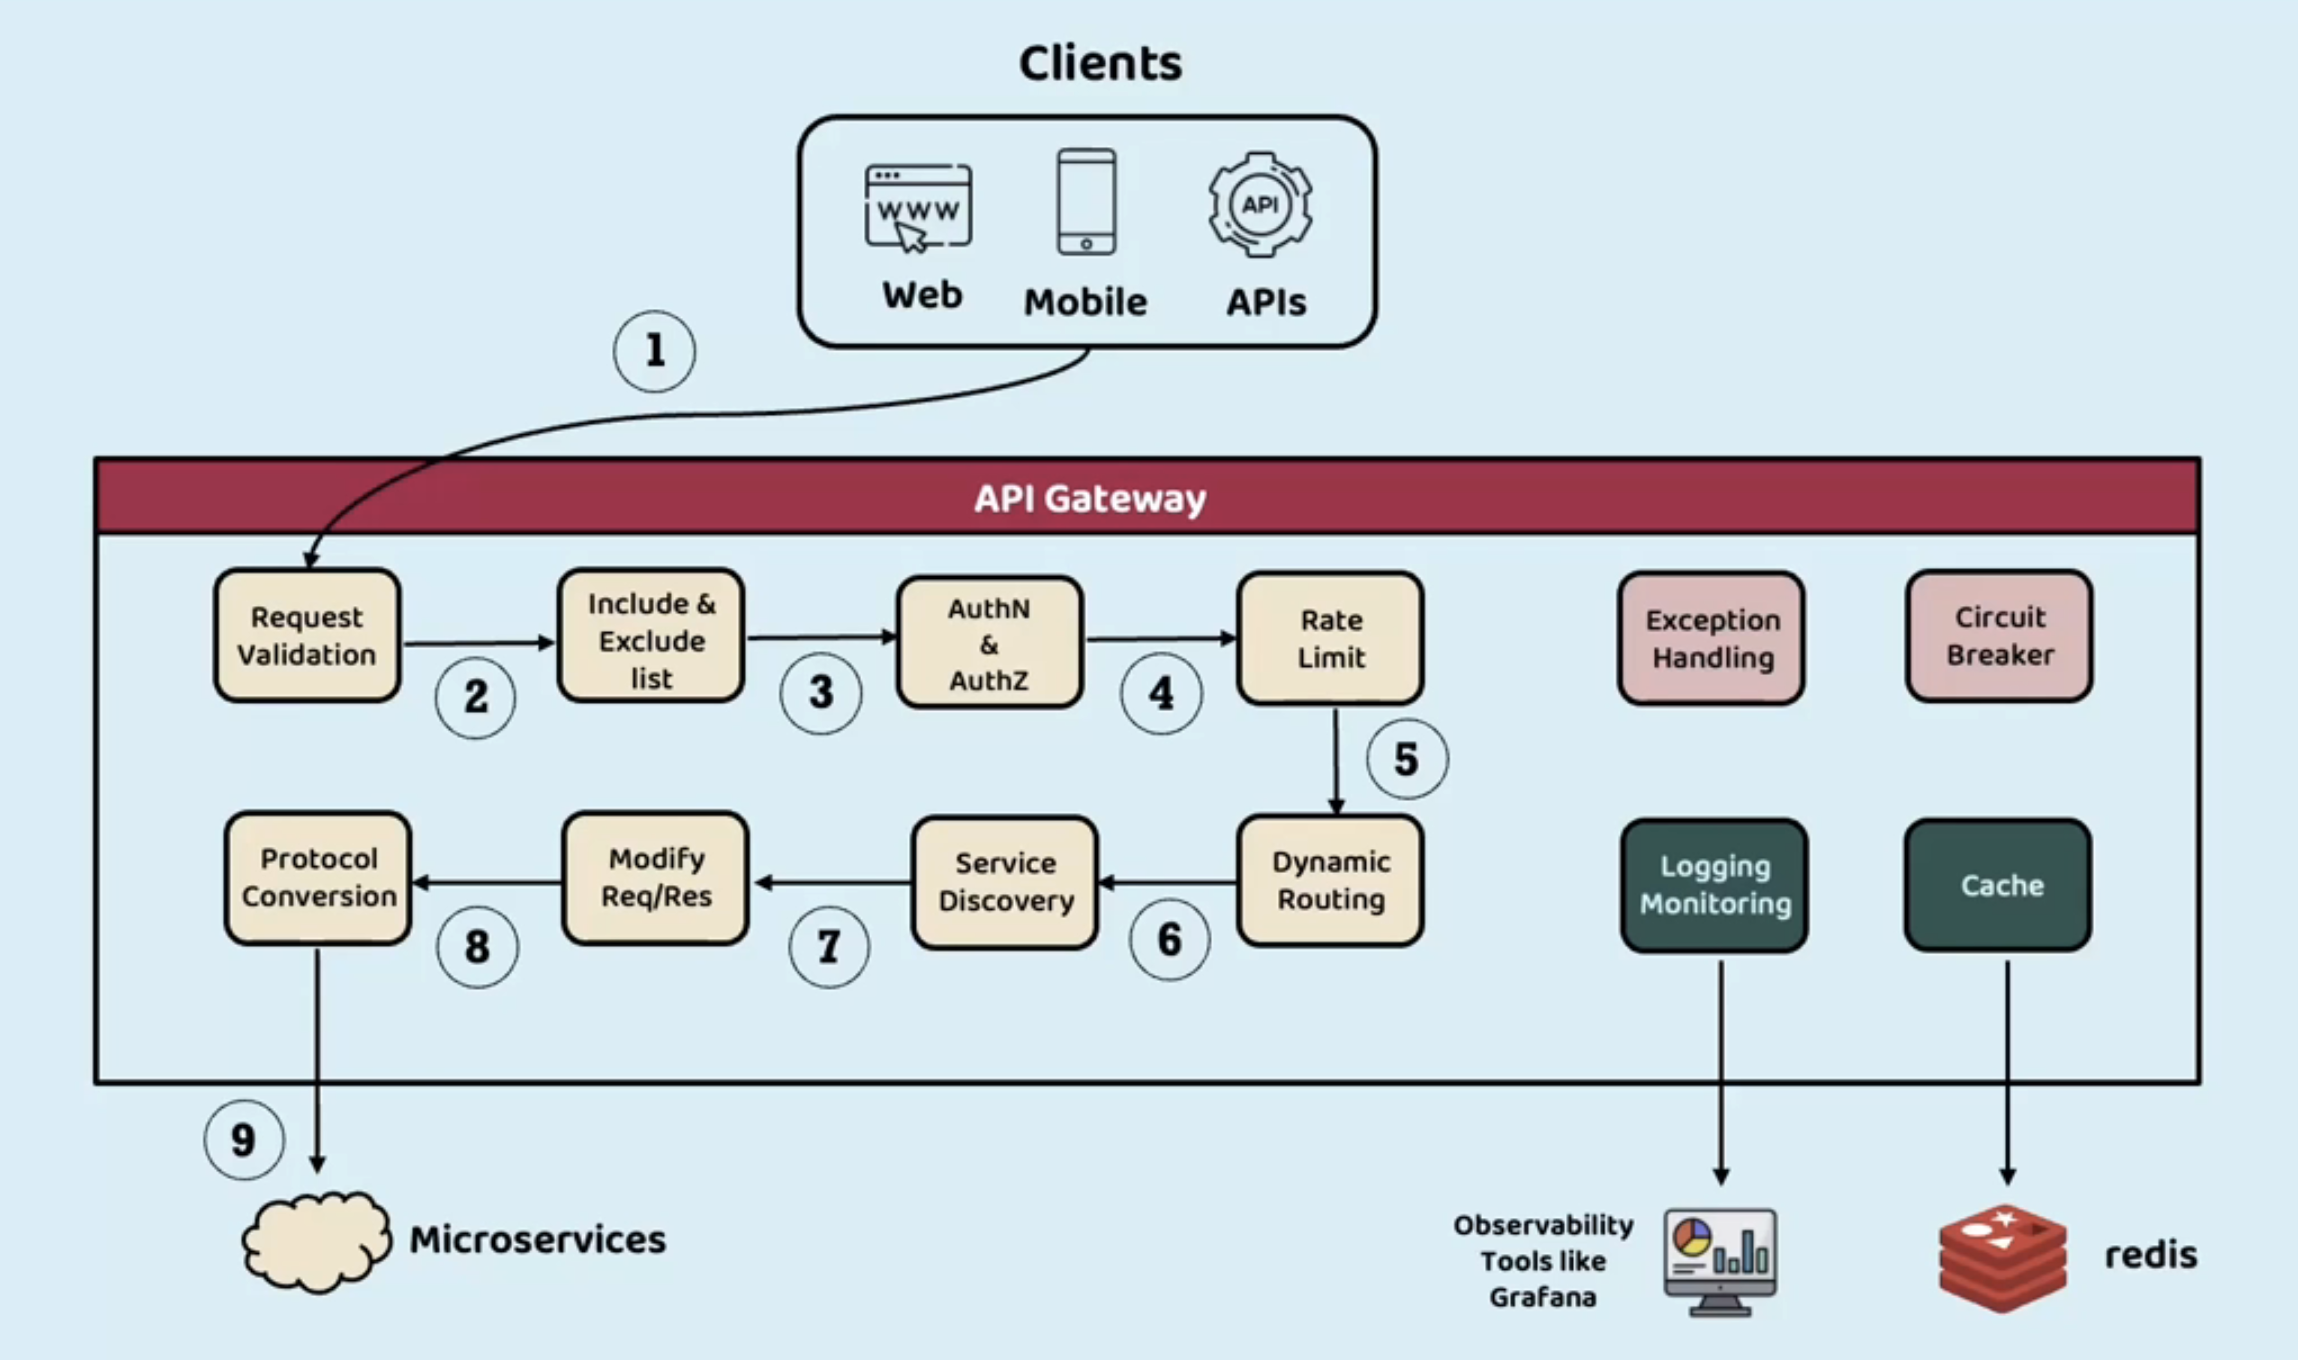 Clients
WWW
API
Web
Mobile
APIs
1
API Gateway
Request
Validation
2
Include &
Exclude
list
3
AuthN
&
AuthZ
4
Rate
Limit
5
Exception
Handling
Circuit
Breaker
Protocol
Conversion
8
Modify
Req/Res
7
Service
Discovery
6
Dynamic
Routing
Logging
Monitoring
Cache
9
Microservices
Observability
Tools like
Grafana
redis